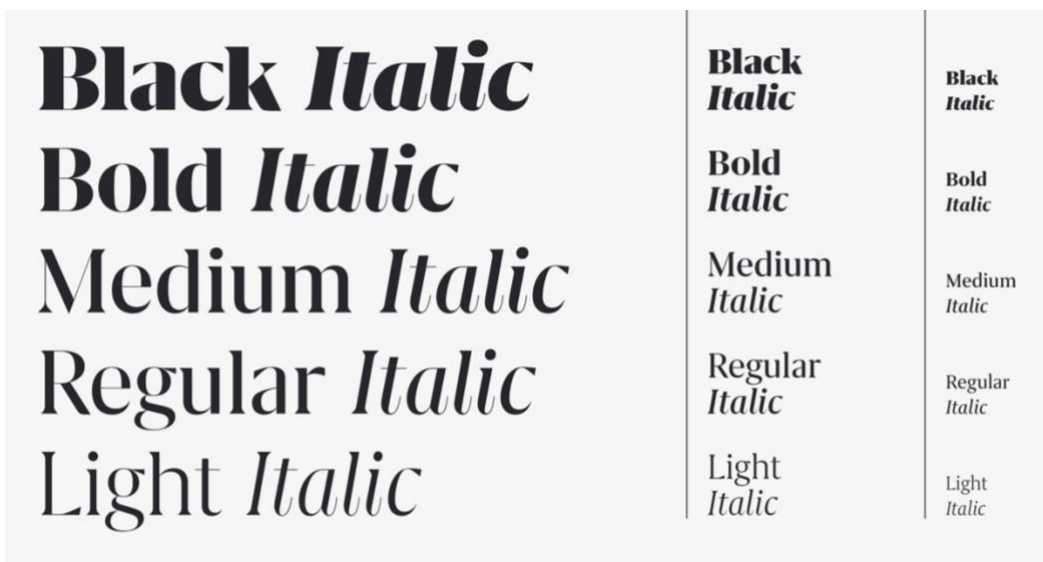 Black Italic
Bold Italic
Medium Italic
Regular Italic
Light Italic
Black
Italic
Bold
Italic
Medium
Italic
Regular
Italic
Light
Italic
Black
Italic
Bold
Italic
Medium
Italic
Regular
Italic
Light
Italic